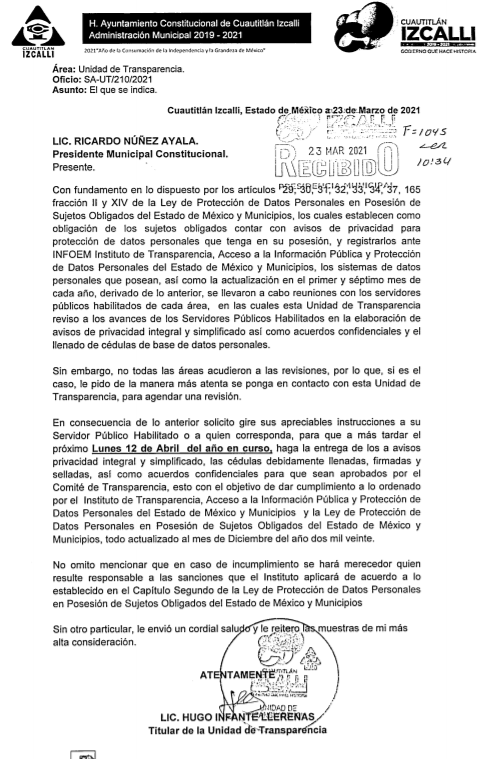 CUAUTITLÁN
IZCALLI
H. Ayuntamiento Constitucional de Cuautitlán Izcalli
Administración Municipal 2019 - 2021
2021"Año de la Consumación de la Independencia y la Grandeza de México"
CUAUTITLÁN
IZCALLI
2019 - 2021
GOBIERNO QUE HACE HISTORIA
Área: Unidad de Transparencia.
Oficio: SA-UT/210/2021
Asunto: El que se indica.
Cuautitlán Izcalli, Estado de México a 23 de Marzo de 2021
IZCALLI
23 MAR 2021
RECIBIDO
PRESIDENCIA MUNICIPAL
F=1045
10:34
LIC. RICARDO NÚÑEZ AYALA.
Presidente Municipal Constitucional.
Presente.
Con fundamento en lo dispuesto por los artículos 29, 30, 31, 32, 33, 34, 37, 165
fracción II y XIV de la Ley de Protección de Datos Personales en Posesión de
Sujetos Obligados del Estado de México y Municipios, los cuales establecen como
obligación de los sujetos obligados contar con avisos de privacidad para
protección de datos personales que tenga en su posesión, y registrarlos ante
INFOEM Instituto de Transparencia, Acceso a la Información Pública y Protección
de Datos Personales del Estado de México y Municipios, los sistemas de datos
personales que posean, así como la actualización en el primer y séptimo mes de
cada año, derivado de lo anterior, se llevaron a cabo reuniones con los servidores
públicos habilitados de cada área, en las cuales esta Unidad de Transparencia
reviso a los avances de los Servidores Públicos Habilitados en la elaboración de
avisos de privacidad integral y simplificado así como acuerdos confidenciales y el
llenado de cédulas de base de datos personales.
Sin embargo, no todas las áreas acudieron a las revisiones, por lo que, si es el
caso, le pido de la manera más atenta se ponga en contacto con esta Unidad de
Transparencia, para agendar una revisión.
En consecuencia de lo anterior solicito gire sus apreciables instrucciones a su
Servidor Público Habilitado o a quien corresponda, para que a más tardar el
próximo Lunes 12 de Abril del año en curso, haga la entrega de los a avisos
privacidad integral y simplificado, las cédulas debidamente llenadas, firmadas y
selladas, así como acuerdos confidenciales para que sean aprobados por el
Comité de Transparencia, esto con el objetivo de dar cumplimiento a lo ordenado
por el Instituto de Transparencia, Acceso a la Información Pública y Protección de
Datos Personales del Estado de México y Municipios y la Ley de Protección de
Datos Personales en Posesión de Sujetos Obligados del Estado de México y
Municipios, todo actualizado al mes de Diciembre del año dos mil veinte.
No omito mencionar que en caso de incumplimiento se hará merecedor quien
resulte responsable a las sanciones que el Instituto aplicará de acuerdo a lo
establecido en el Capítulo Segundo de la Ley de Protección de Datos Personales
en Posesión de Sujetos Obligados del Estado de México y Municipios
Sin otro particular, le envió un cordial saludo y le reitero las muestras de mi más
alta consideración.
ATENTAMENTE
CUAUTITLÁN
IZCALLI
GOBIERNO QUE HACE HISTORIA
UNIDAD DE
LIC. HUGO INFANTE LLERENAS
Titular de la Unidad de Transparencia